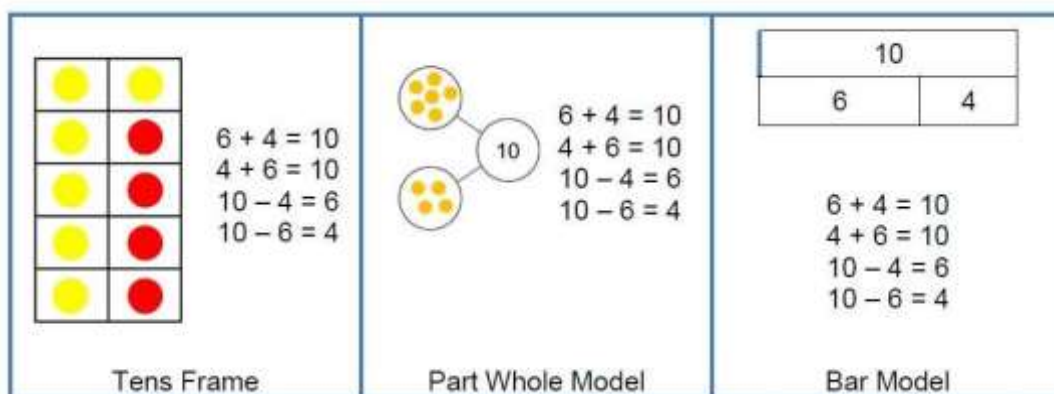 6 + 4 = 10
4 + 6 = 10
10 – 4 = 6
10 – 6 = 4
Tens Frame
10
6 + 4 = 10
4 + 6 = 10
10 – 4 = 6
10 – 6 = 4
Part Whole Model
10
6 4
6 + 4 = 10
4 + 6 = 10
10 – 4 = 6
10 – 6 = 4
Bar Model